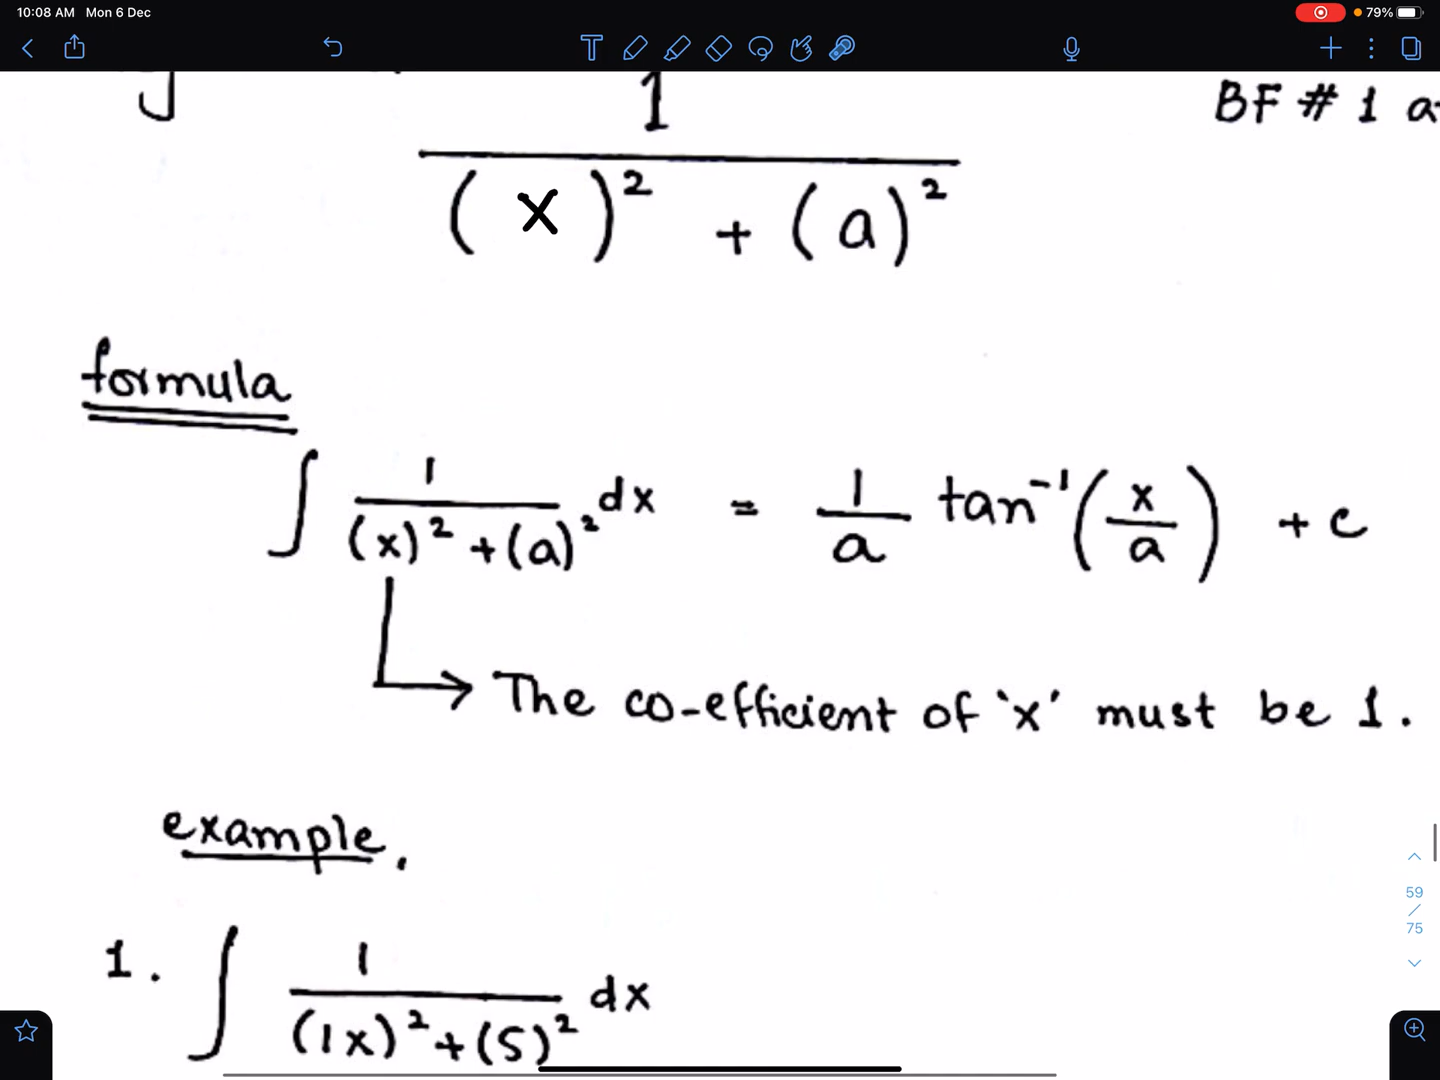 10:08 AM Mon 6 Dec
79%
T
1
BF # 1 a
(x)² + (a)²
formula
∫ 1/((x)² + (a)²) dx = 1/a tan⁻¹(x/a) + c
The co-efficient of 'x' must be 1.
example.
59
/
75
1. ∫ 1/((1x)² + (5)²) dx